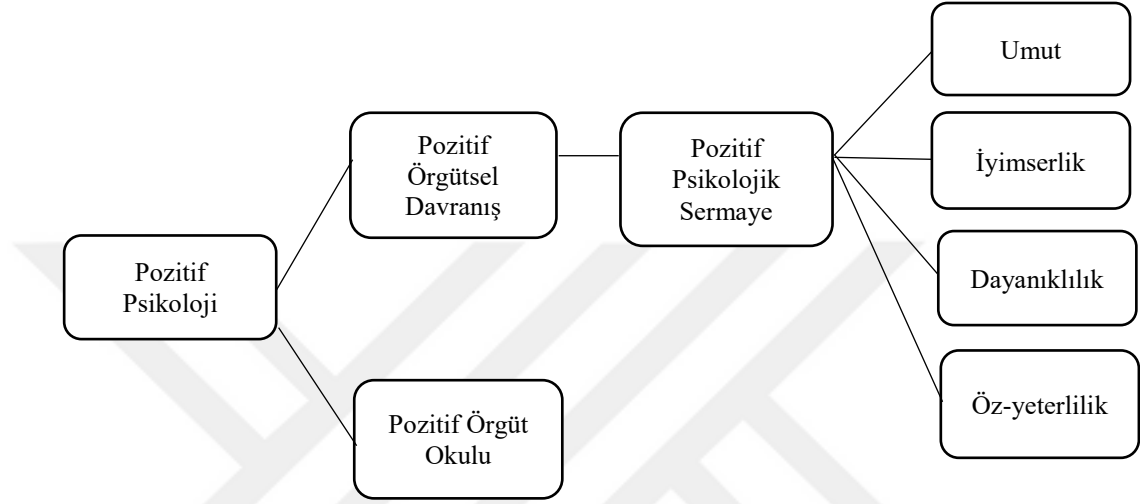 Pozitif
Psikoloji
Pozitif
Örgütsel
Davranış
Pozitif Örgüt
Okulu
Pozitif
Psikolojik
Sermaye
Umut
İyimserlik
Dayanıklılık
Öz-yeterlilik